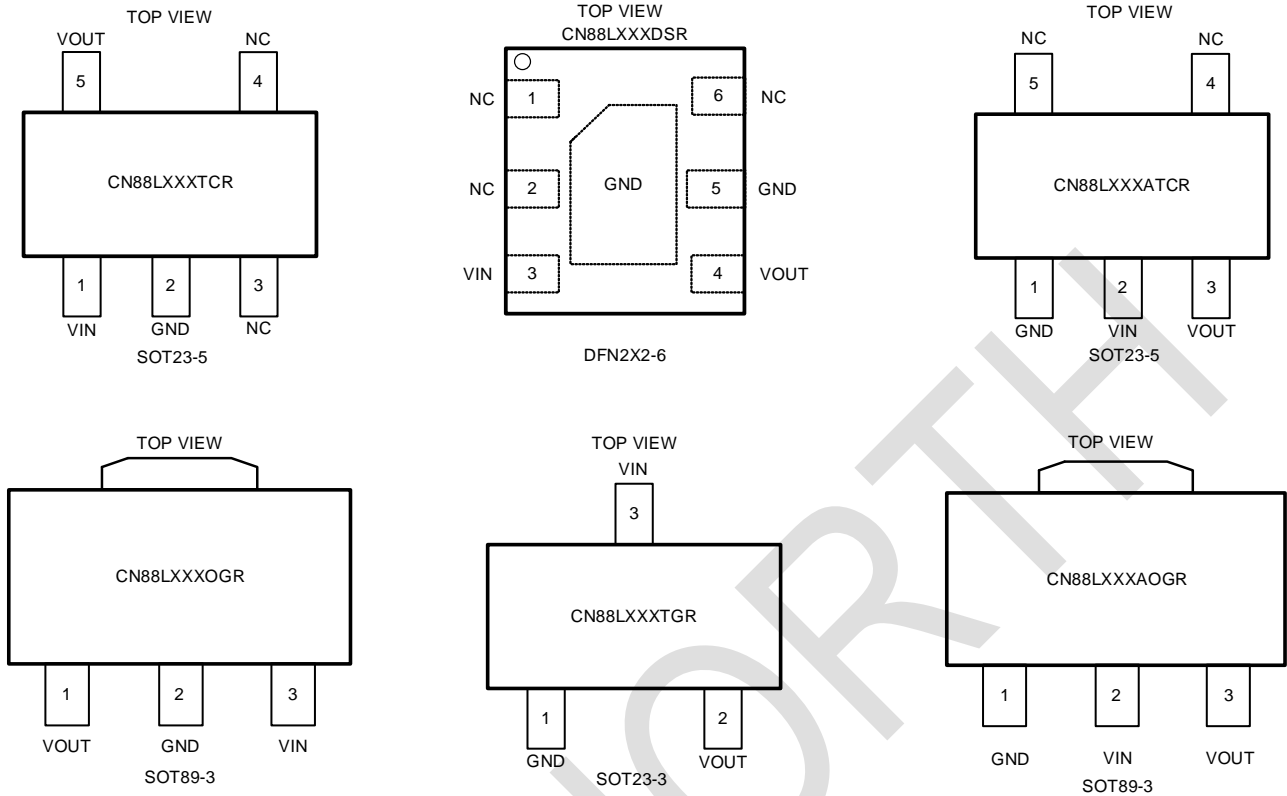 TOP VIEW
VOUT NC
5 4
CN88LXXXTCR
1 2 3
VIN GND NC
SOT23-5
TOP VIEW
CN88LXXXDSR
NC 1 6 NC
NC 2 GND 5 GND
VIN 3 4 VOUT
DFN2X2-6
TOP VIEW
NC NC
5 4
CN88LXXXATCR
1 2 3
GND VIN VOUT
SOT23-5
TOP VIEW
CN88LXXXOGR
1 2 3
VOUT GND VIN
SOT89-3
TOP VIEW
VIN
3
CN88LXXXTGR
1 2
GND VOUT
SOT23-3
TOP VIEW
CN88LXXXAOGR
1 2 3
GND VIN VOUT
SOT89-3
ORTH